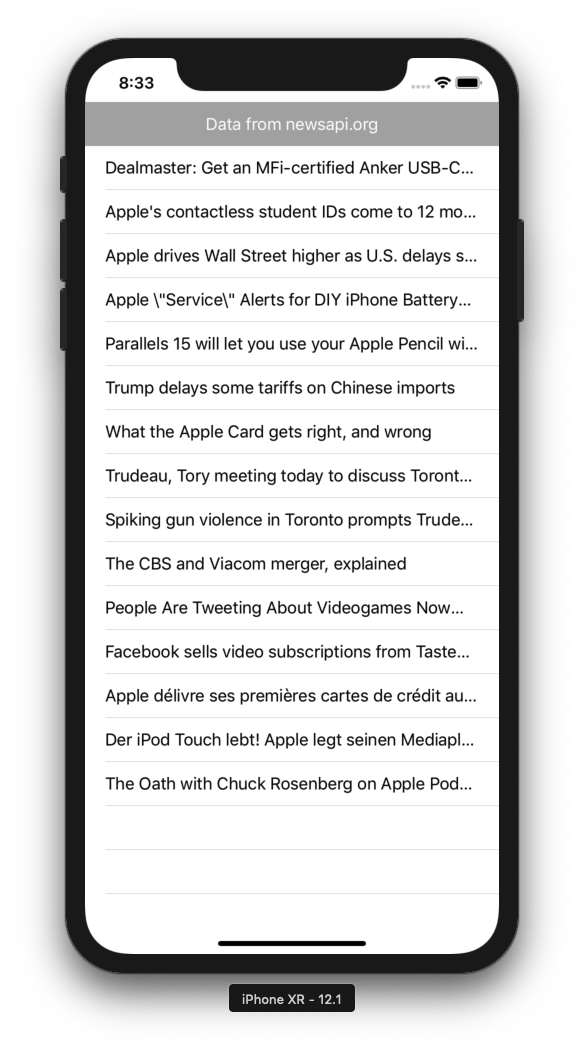 8:33
Data from newsapi.org
Dealmaster: Get an MFi-certified Anker USB-C...
Apple's contactless student IDs come to 12 mo...
Apple drives Wall Street higher as U.S. delays s...
Apple \"Service\" Alerts for DIY iPhone Battery...
Parallels 15 will let you use your Apple Pencil wi...
Trump delays some tariffs on Chinese imports
What the Apple Card gets right, and wrong
Trudeau, Tory meeting today to discuss Toront...
Spiking gun violence in Toronto prompts Trude...
The CBS and Viacom merger, explained
People Are Tweeting About Videogames Now...
Facebook sells video subscriptions from Taste...
Apple délivre ses premières cartes de crédit au...
Der iPod Touch lebt! Apple legt seinen Mediapl...
The Oath with Chuck Rosenberg on Apple Pod...
iPhone XR - 12.1